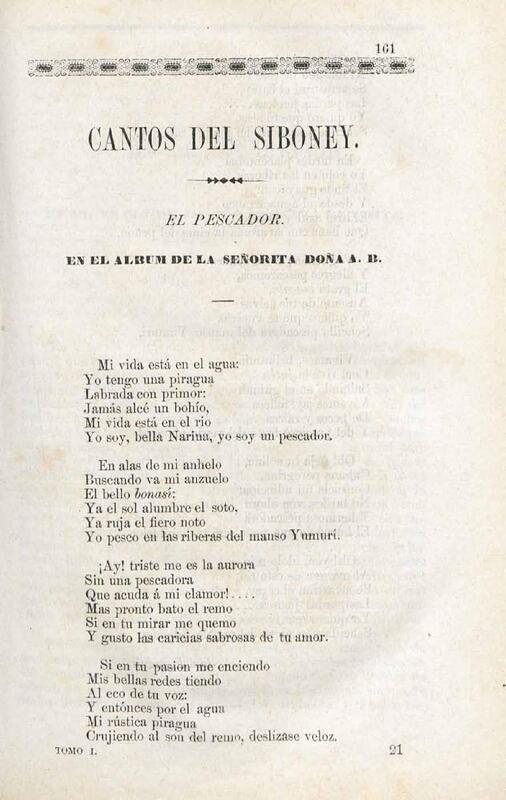 161
CANTOS DEL SIBONEY.
EL PESCADOR.
EN EL ALBUM DE LA SEÑORITA DOÑA A. B.
Mi vida está en el agua:
Yo tengo una piragua
Labrada con primor:
Jamás alcé un bohío,
Mi vida está en el rio
Yo soy, bella Narina, yo soy un pescador.
En alas de mi anhelo
Buscando va mi anzuelo
El bello bonasí:
Ya el sol alumbre el soto,
Ya ruja el fiero noto
Yo pesco en las riberas del manso Yumurí.
¡Ay! triste me es la aurora
Sin una pescadora
Que acuda á mi clamor!....
Mas pronto bato el remo
Si en tu mirar me quemo
Y gusto las caricias sabrosas de tu amor.
Si en tu pasion me enciendo
Mis bellas redes tiendo
Al eco de tu voz:
Y entónces por el agua
Mi rústica piragua
Crujiendo al son del remo, deslízase veloz.
TOMO I. 21